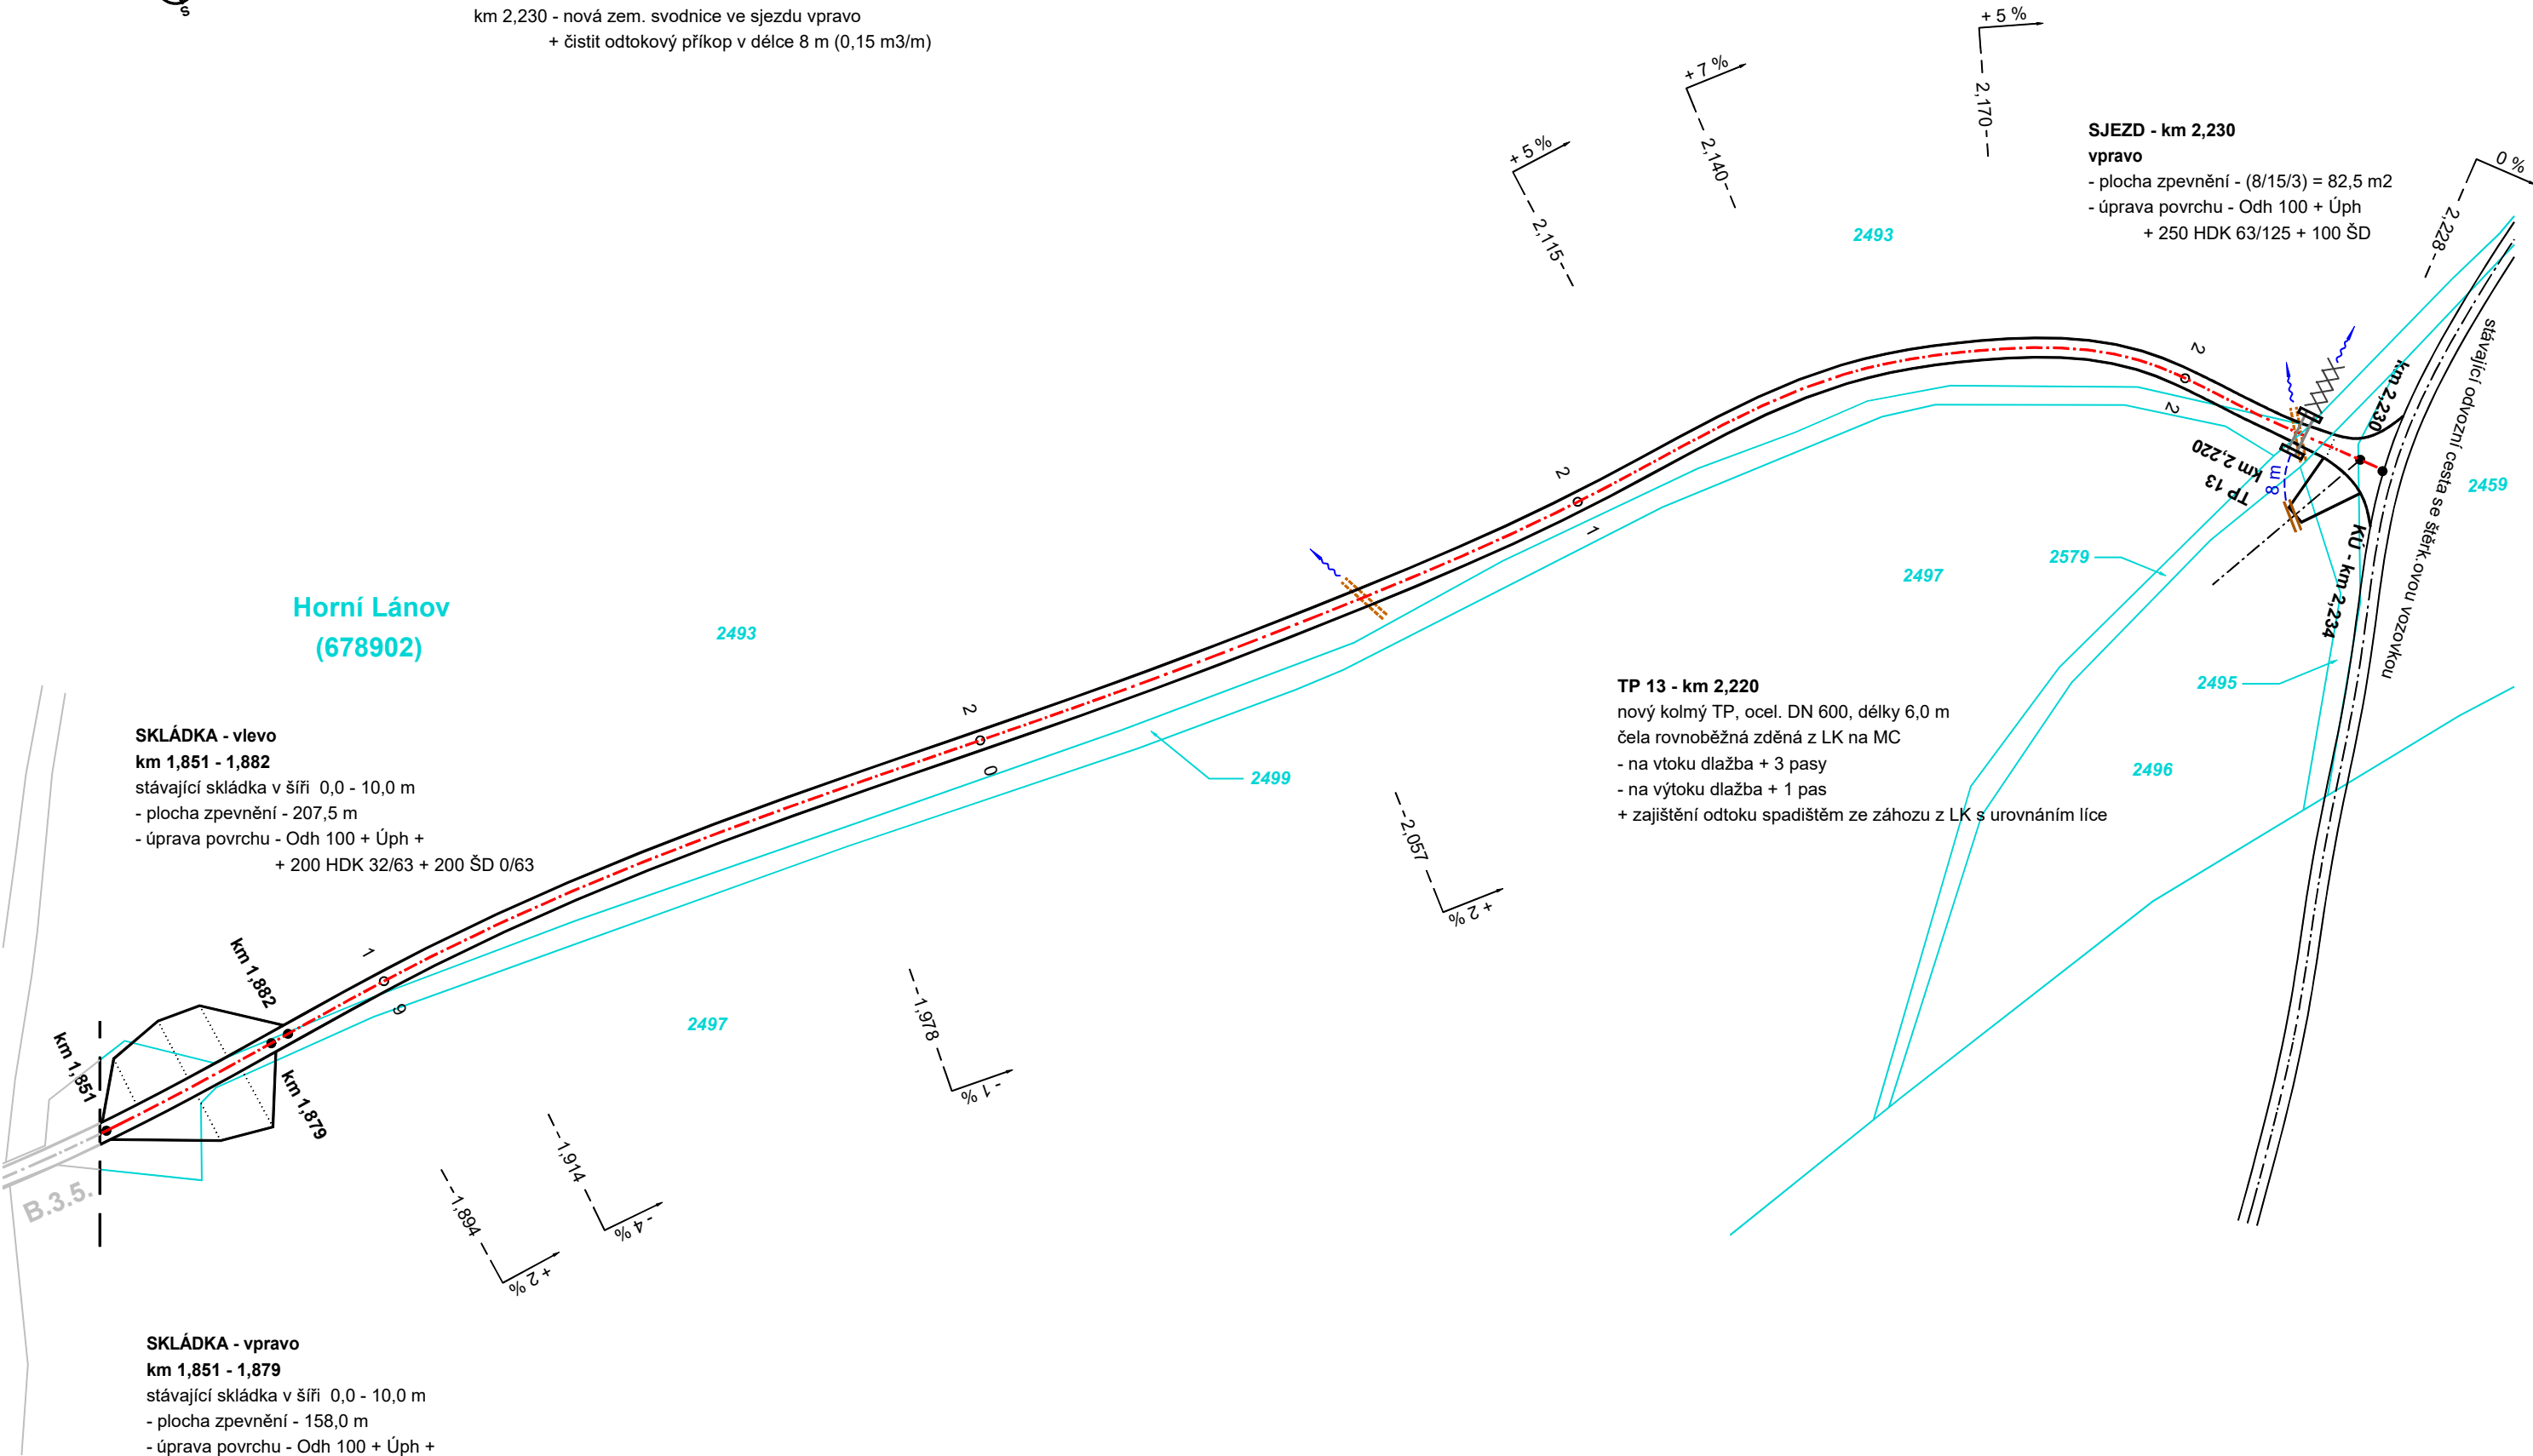 S
km 2,230 - nová zem. svodnice ve sjezdu vpravo
+ čistit odtokový příkop v délce 8 m (0,15 m3/m)
+ 5 %
2,115
+ 7 %
2,140
+ 5 %
2,170
SJEZD - km 2,230
vpravo
- plocha zpevnění - (8/15/3) = 82,5 m2
- úprava povrchu - Odh 100 + Úph
+ 250 HDK 63/125 + 100 ŠD
0 %
2,228
2493
stávající odvozní cesta se štěrk.ovovou vozovkou
2
2
km 2,230
km 2,220
TP 13
8 m
2459
KÚ - km 2,234
2
1
2579
2497
2495
2496
Horní Lánov
(678902)
2493
TP 13 - km 2,220
nový kolmý TP, ocel. DN 600, délky 6,0 m
čela rovnoběžná zděná z LK na MC
- na vtoku dlažba + 3 pasy
- na výtoku dlažba + 1 pas
+ zajištění odtoku spadištěm ze záhozu z LK s urovnáním líce
2
0
2499
SKLÁDKA - vlevo
km 1,851 - 1,882
stávající skládka v šíři 0,0 - 10,0 m
- plocha zpevnění - 207,5 m
- úprava povrchu - Odh 100 + Úph +
+ 200 HDK 32/63 + 200 ŠD 0/63
2,057
+ 2 %
km 1,882
1
9
km 1,851
km 1,879
2497
1,978
- 1 %
1,914
- 4 %
1,894
+ 2 %
B.3.5.
SKLÁDKA - vpravo
km 1,851 - 1,879
stávající skládka v šíři 0,0 - 10,0 m
- plocha zpevnění - 158,0 m
- úprava povrchu - Odh 100 + Úph +